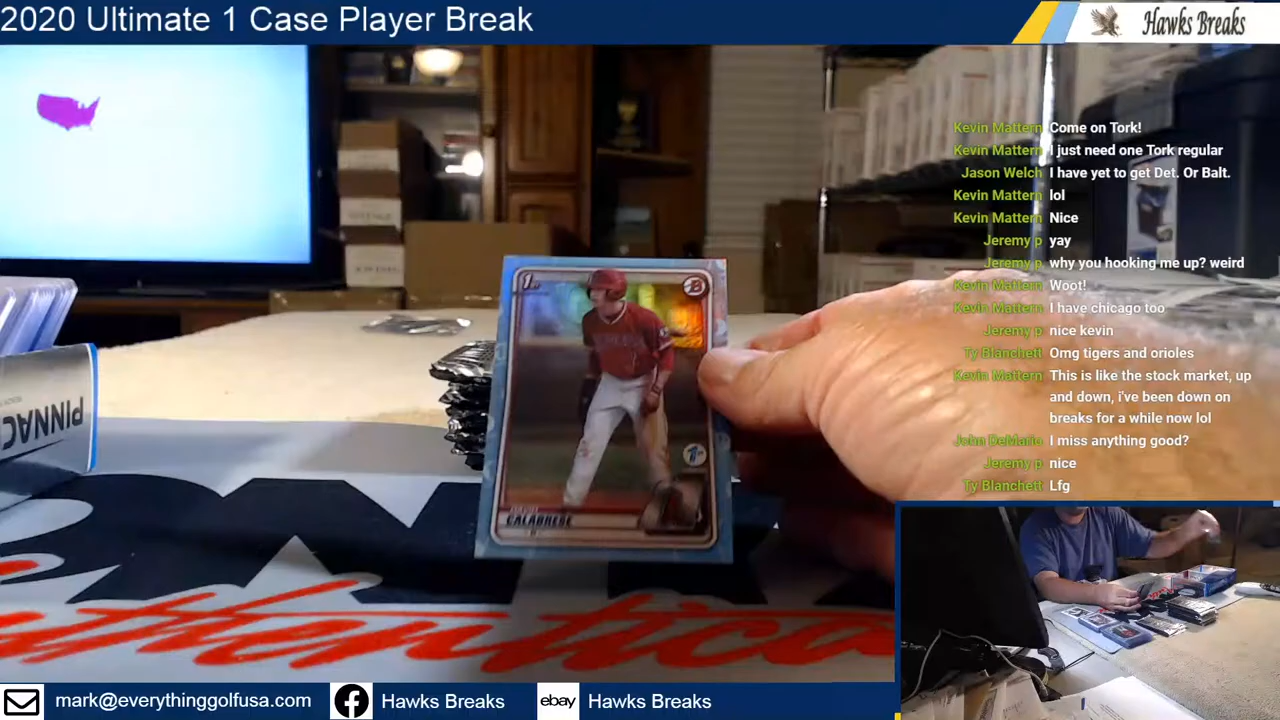 2020 Ultimate 1 Case Player Break
Hawks Breaks
Kevin Mattern Come on Tork!
Kevin Mattern I just need one Tork regular
Jason Welch I have yet to get Det. Or Balt.
Kevin Mattern lol
Kevin Mattern Nice
Jeremy p yay
Jeremy p why you hooking me up? weird
Kevin Mattern Woot!
Kevin Mattern I have chicago too
Jeremy p nice kevin
Ty Blanchett Omg tigers and orioles
Kevin Mattern This is like the stock market, up
and down, i've been down on
breaks for a while now lol
John DeMario I miss anything good?
Jeremy p nice
Ty Blanchett Lfg
1st
B
1st
CALABRESE
PINNAC
uthentica
mark@everythinggolfusa.com
Hawks Breaks
ebay
Hawks Breaks